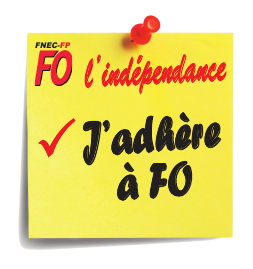 FNEC-FP
FO l'indépendance
J'adhère
à FO